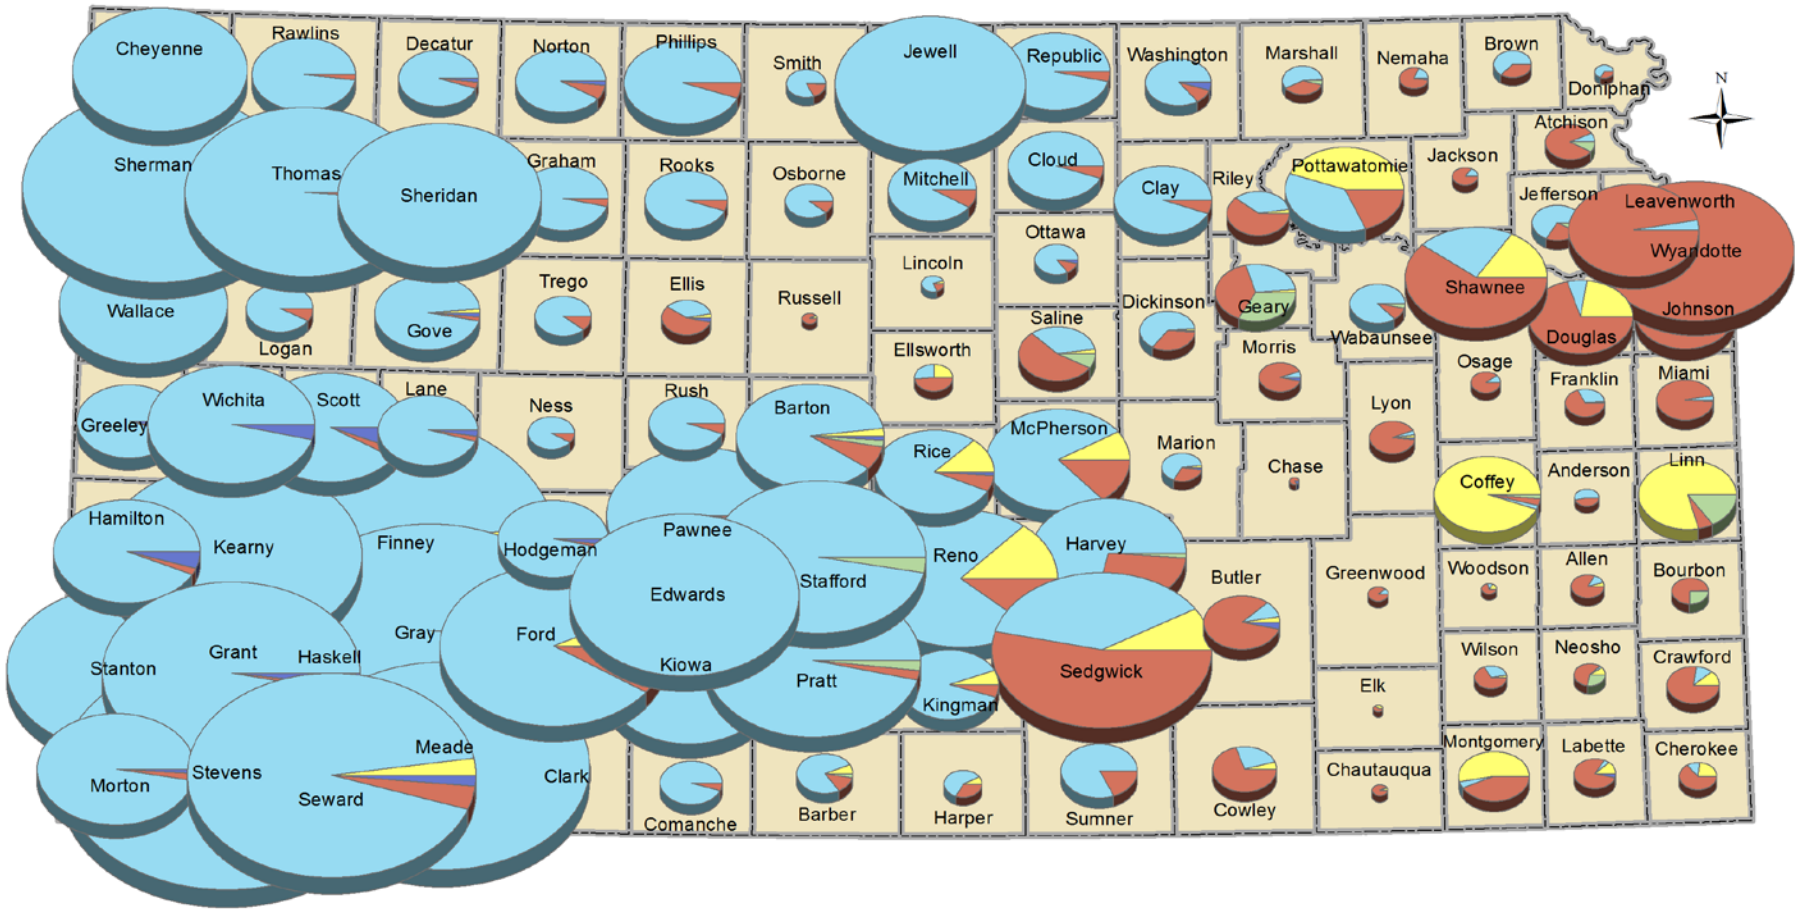 Cheyenne
Rawlins
Decatur
Norton
Phillips
Smith
Jewell
Republic
Washington
Marshall
Nemaha
Brown
Doniphan
N
Sherman
Thomas
Sheridan
Graham
Rooks
Osborne
Mitchell
Cloud
Clay
Riley
Pottawatomie
Jackson
Atchison
Jefferson
Leavenworth
Wyandotte
Wallace
Logan
Gove
Trego
Ellis
Russell
Lincoln
Ottawa
Saline
Dickinson
Geary
Wabaunsee
Shawnee
Douglas
Johnson
Ellsworth
Morris
Osage
Franklin
Miami
Greeley
Wichita
Scott
Lane
Ness
Rush
Barton
Rice
McPherson
Marion
Chase
Lyon
Coffey
Anderson
Linn
Hamilton
Kearny
Finney
Hodgeman
Pawnee
Edwards
Stafford
Reno
Harvey
Butler
Greenwood
Woodson
Allen
Bourbon
Stanton
Grant
Haskell
Gray
Ford
Kiowa
Pratt
Kingman
Sedgwick
Elk
Wilson
Neosho
Crawford
Morton
Stevens
Seward
Meade
Clark
Comanche
Barber
Harper
Sumner
Cowley
Chautauqua
Montgomery
Labette
Cherokee